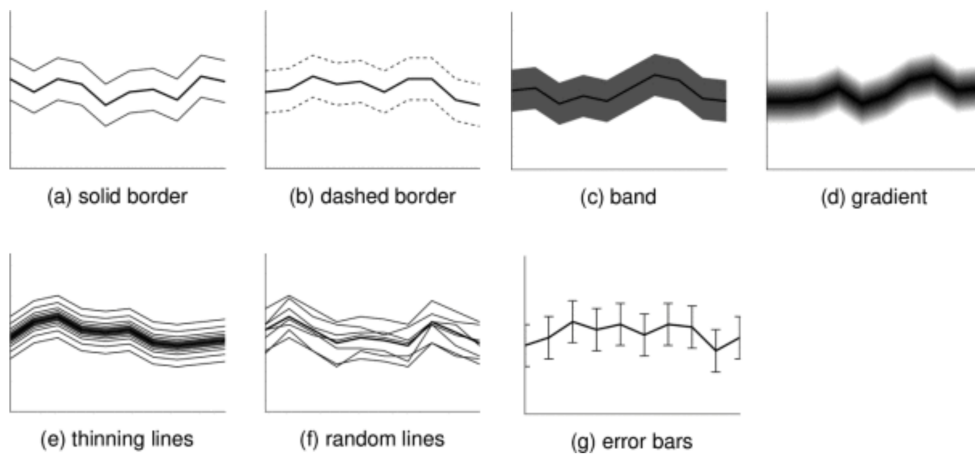 (a) solid border
(b) dashed border
(c) band
(d) gradient
(e) thinning lines
(f) random lines
(g) error bars